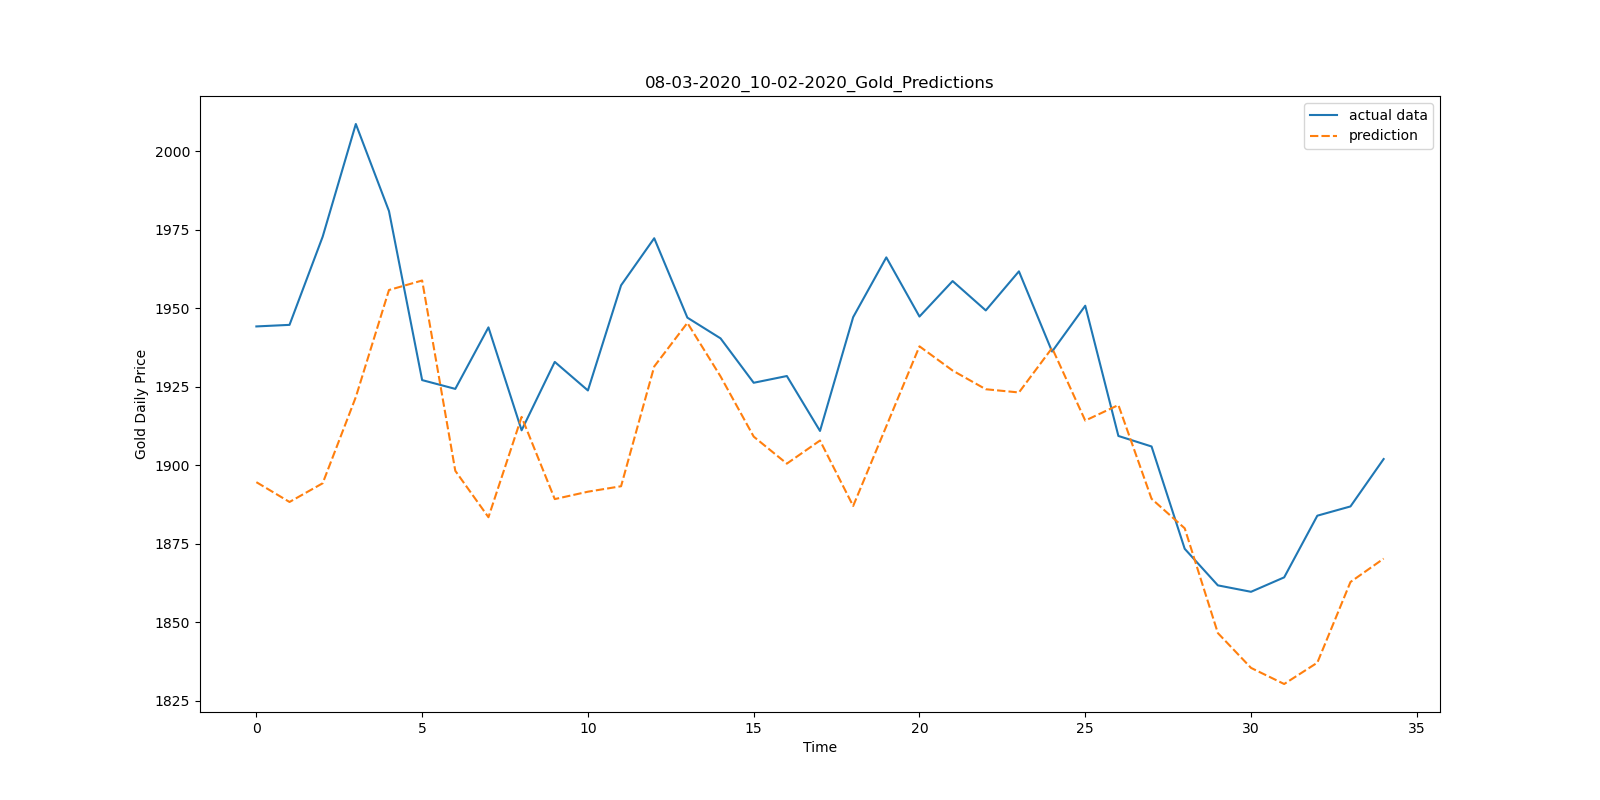 08-03-2020_10-02-2020_Gold_Predictions
actual data
prediction
Gold Daily Price
2000
1975
1950
1925
1900
1875
1850
1825
0 5 10 15 20 25 30 35
Time